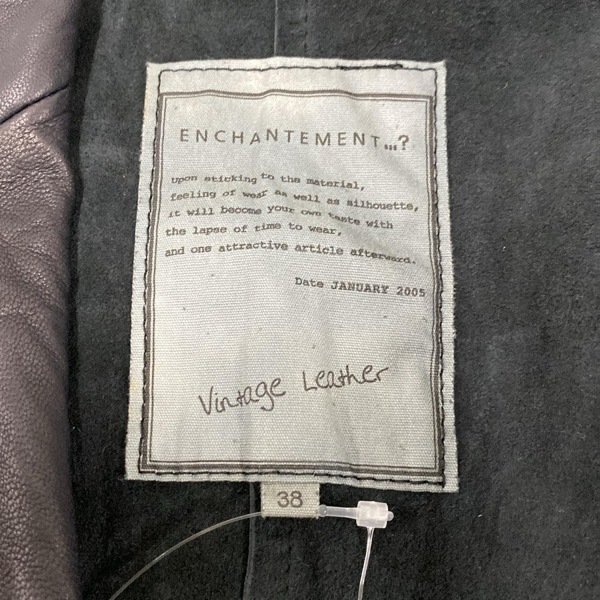 ENCHANTEMENT...?
Upon sticking to the material,
feeling of wear as well as silhouette,
it will become your own taste with
the lapse of time to wear,
and one attractive article afterward.
Date JANUARY 2005
Vintage Leather
38